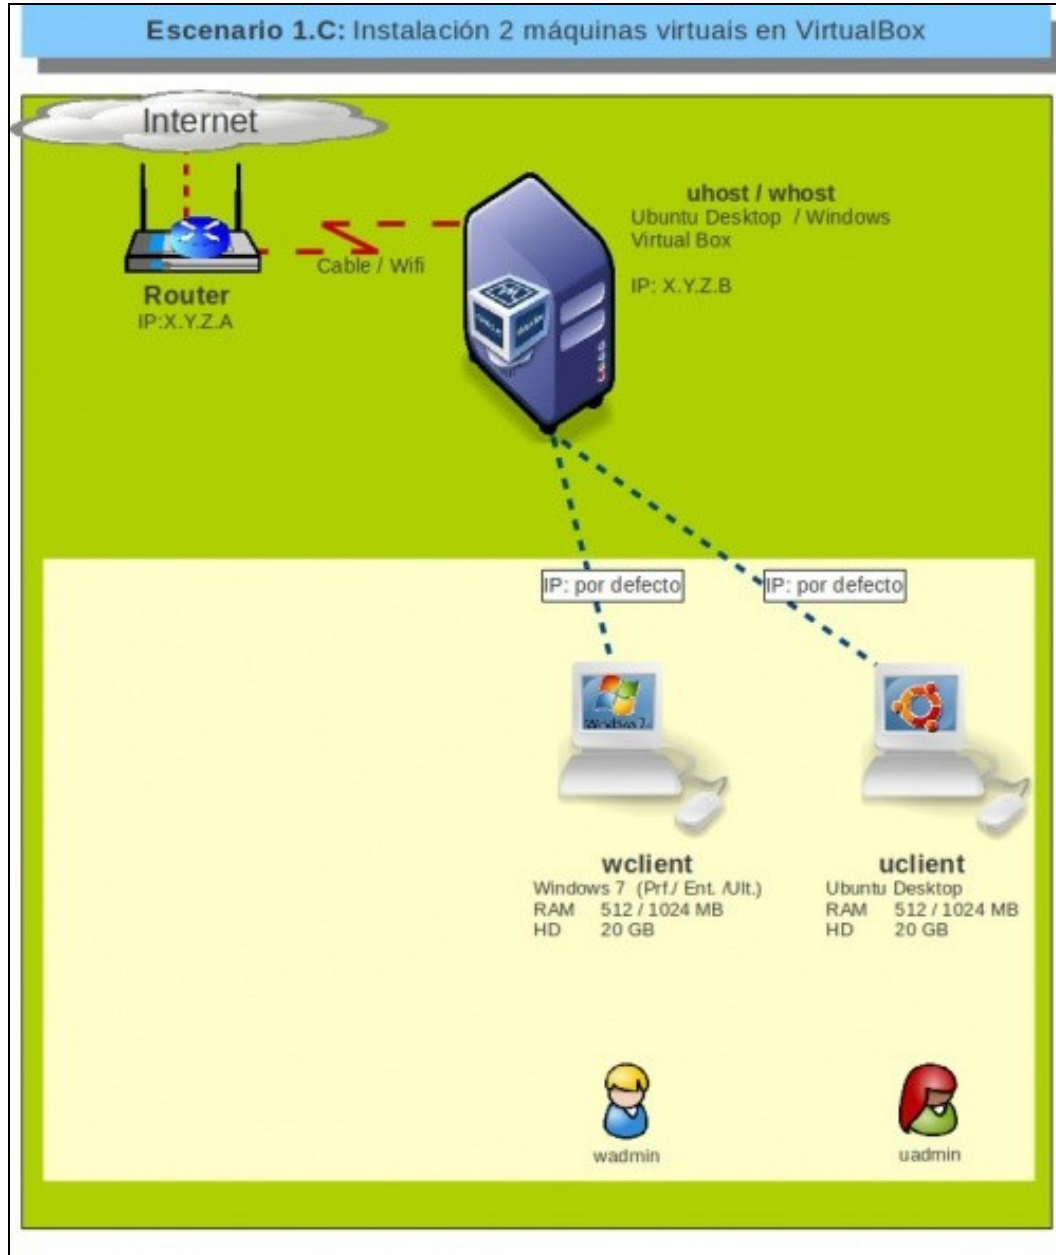 Escenario 1.C: Instalación 2 máquinas virtuais en VirtualBox
Internet
Cable / Wifi
Router
IP:X.Y.Z.A
uhost / whost
Ubuntu Desktop / Windows
Virtual Box
IP: X.Y.Z.B
IP: por defecto
IP: por defecto
Windows 7
wclient
Windows 7 (Prf./ Ent. /Ult.)
RAM 512 / 1024 MB
HD 20 GB
uclient
Ubuntu Desktop
RAM 512 / 1024 MB
HD 20 GB
wadmin
uadmin